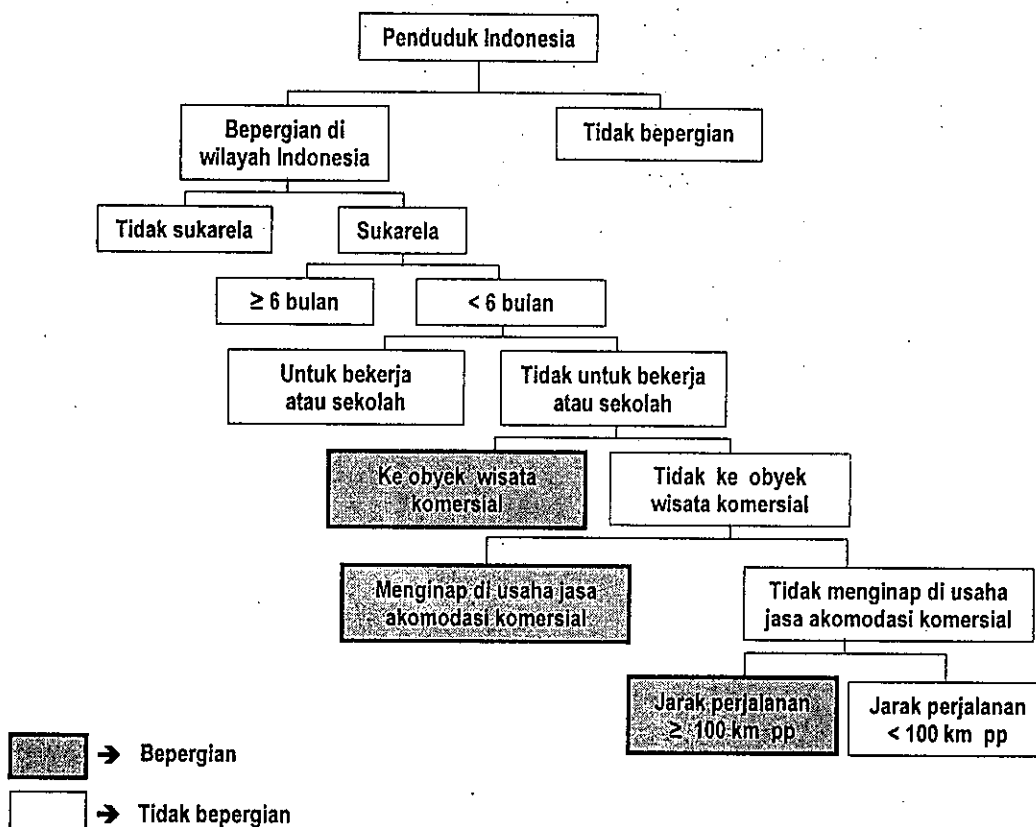 Penduduk Indonesia
Bepergian di
wilayah Indonesia
Tidak bepergian
Tidak sukarela
Sukarela
≥ 6 bulan
< 6 bulan
Untuk bekerja
atau sekolah
Tidak untuk bekerja
atau sekolah
Ke obyek wisata
komersial
Tidak ke obyek
wisata komersial
Menginap di usaha jasa
akomodasi komersial
Tidak menginap di usaha
jasa akomodasi komersial
Jarak perjalanan
≥ 100 km pp
Jarak perjalanan
< 100 km pp
➔ Bepergian
➔ Tidak bepergian